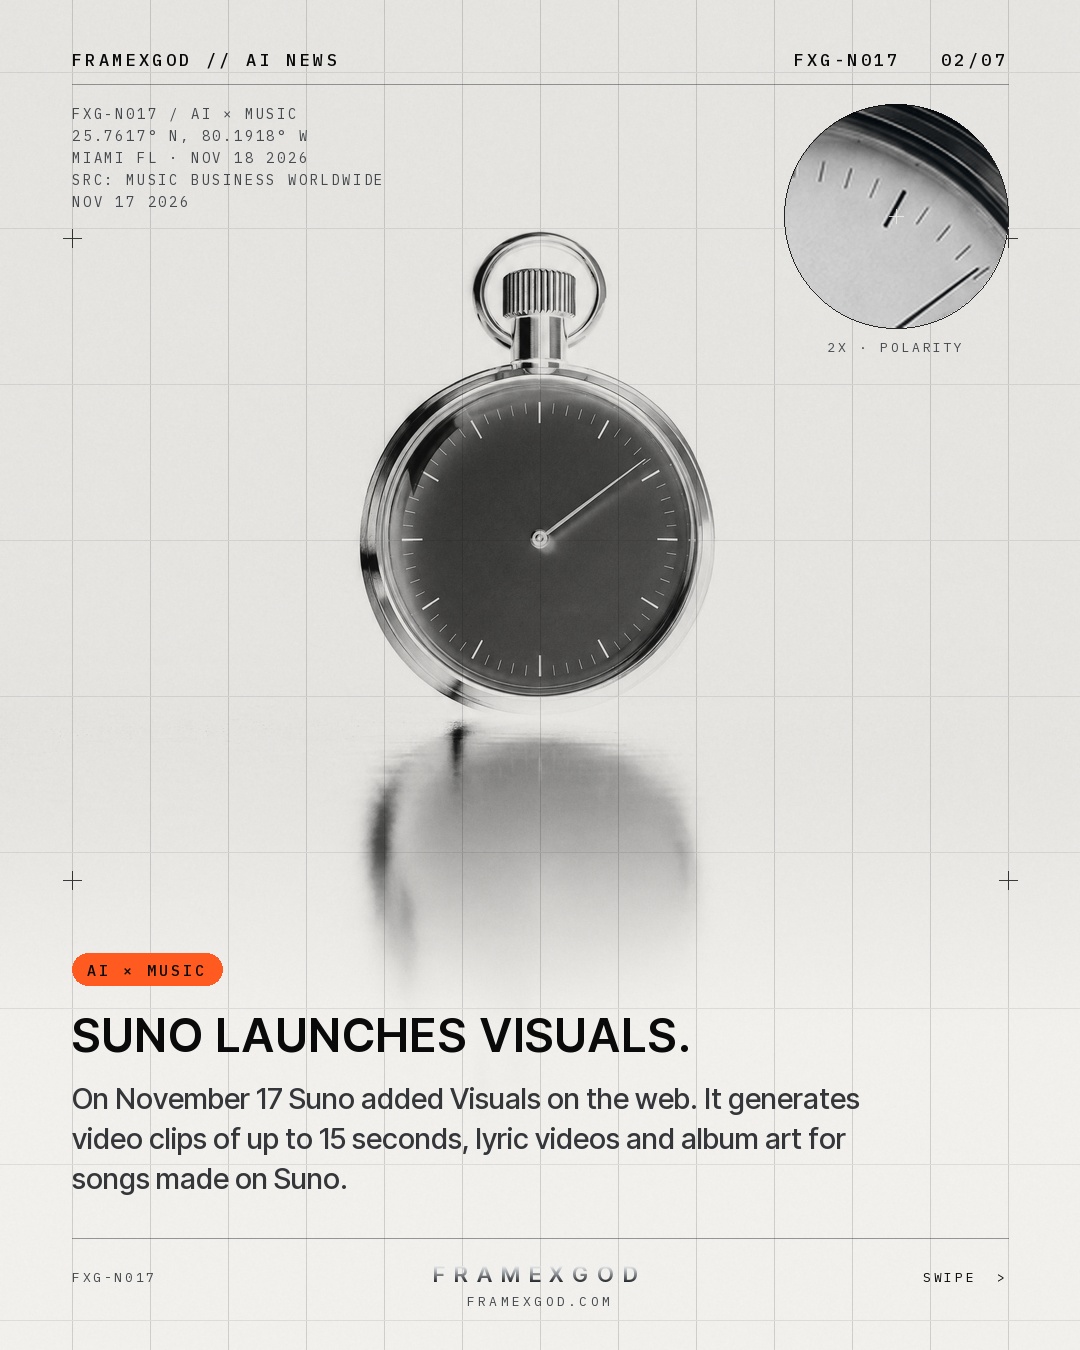 FRAMEXGOD // AI NEWS
FXG-N017 02/07
FXG-N017 / AI × MUSIC
25.7617° N, 80.1918° W
MIAMI FL · NOV 18 2026
SRC: MUSIC BUSINESS WORLDWIDE
NOV 17 2026
2X · POLARITY
AI × MUSIC
SUNO LAUNCHES VISUALS.
On November 17 Suno added Visuals on the web. It generates
video clips of up to 15 seconds, lyric videos and album art for
songs made on Suno.
FXG-N017
FRAMEXGOD
FRAMEXGOD.COM
SWIPE >